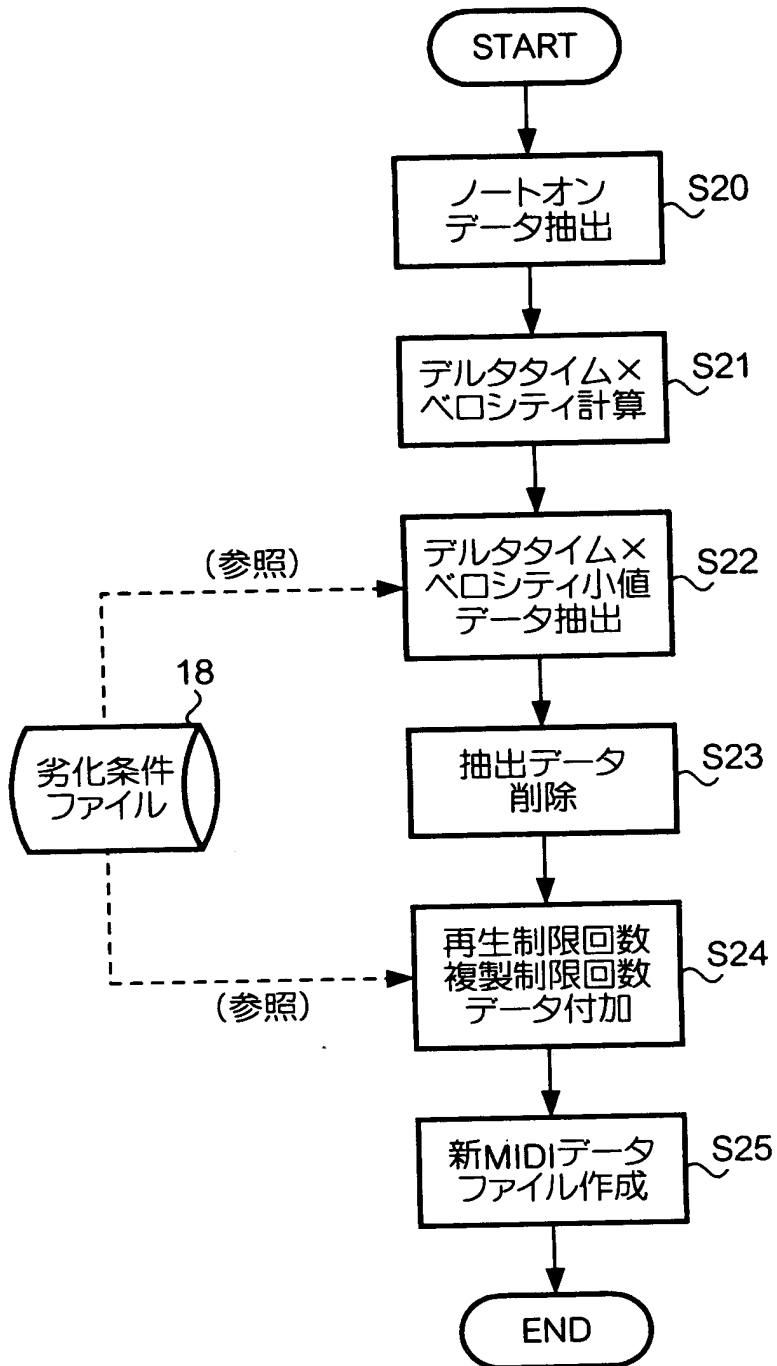 START
ノートオン
データ抽出
S20
デルタタイム×
ベロシティ計算
S21
(参照)
デルタタイム×
ベロシティ小値
データ抽出
S22
18
劣化条件
ファイル
抽出データ
削除
S23
再生制限回数
複製制限回数
データ付加
S24
(参照)
新MIDIデータ
ファイル作成
S25
END